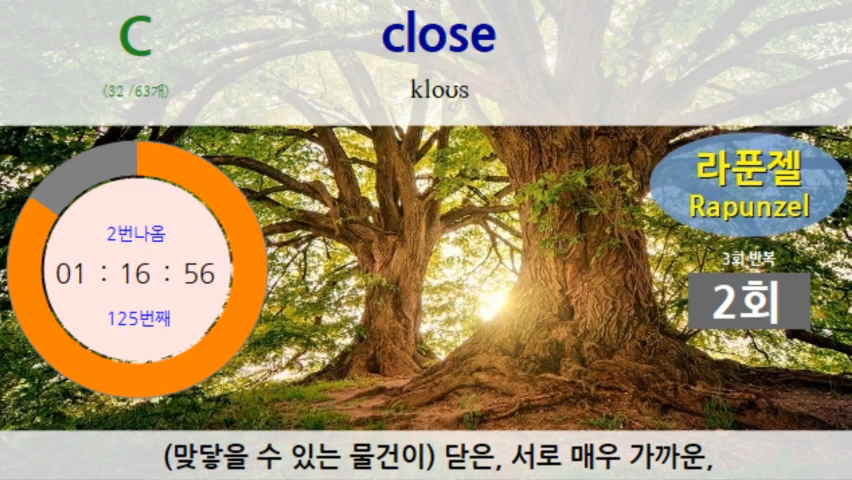 C
(32 /63개)
close
klous
2번나옴
01 : 16 : 56
125번째
라푼젤
Rapunzel
3회 반복
2회
(맞닿을 수 있는 물건이) 닫은, 서로 매우 가까운,